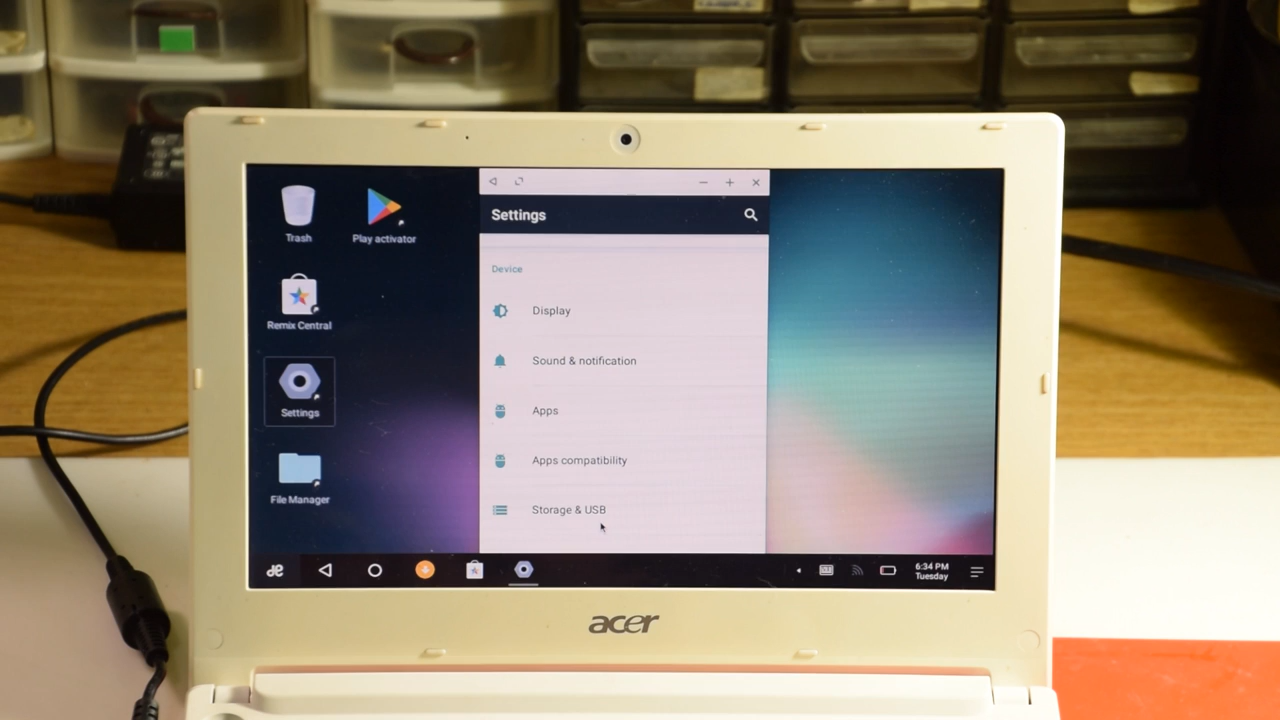 Trash
Play activator
Remix Central
Settings
File Manager
Settings
Device
Display
Sound & notification
Apps
Apps compatibility
Storage & USB
6:34 PM
Tuesday
acer